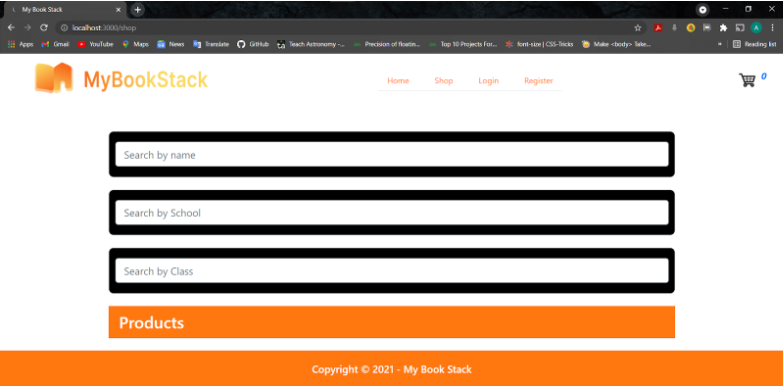 My Book Stack
localhost:3000/shop
Apps Gmail YouTube Maps News Translate GitHub Teach Astronomy -... Precision of floatin... Top 10 Projects For... font-size | CSS-Tricks Make <body> Take... » Reading list
MyBookStack
Home Shop Login Register
0
Search by name
Search by School
Search by Class
Products
Copyright © 2021 - My Book Stack